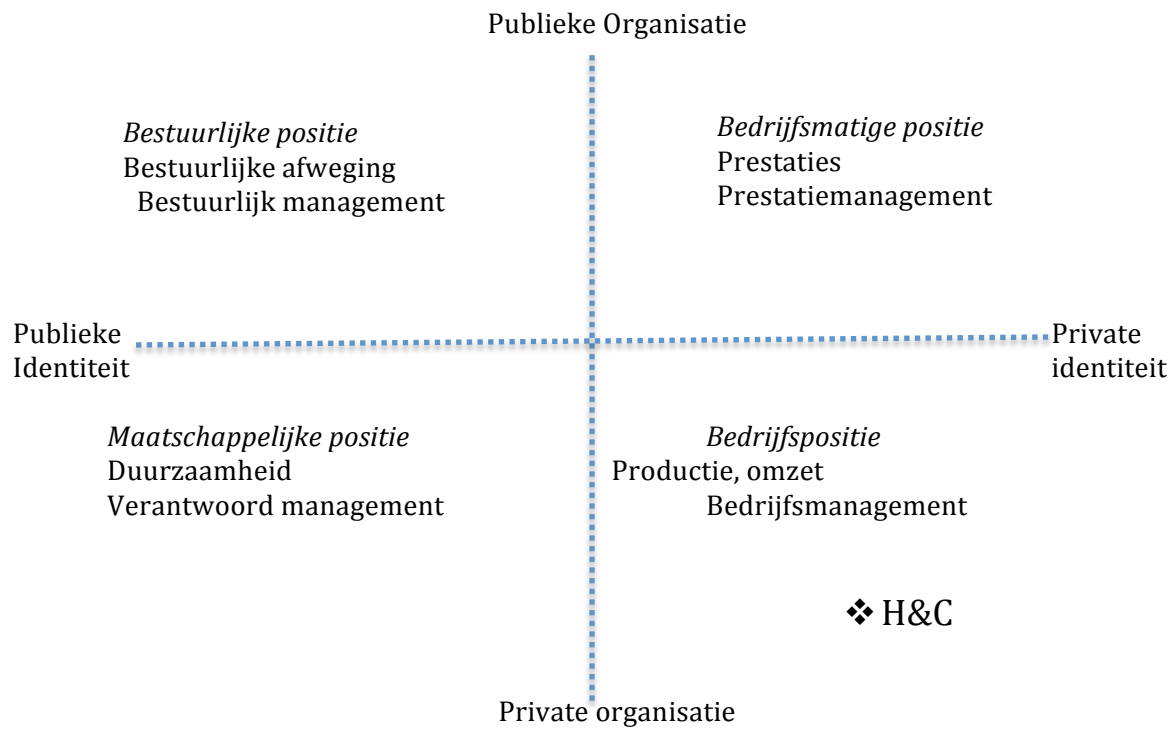 Publieke Organisatie
Bestuurlijke positie
Bestuurlijke afweging
Bestuurlijk management
Bedrijfsmatige positie
Prestaties
Prestatiemanagement
Publieke
Identiteit
Private
identiteit
Maatschappelijke positie
Duurzaamheid
Verantwoord management
Bedrijfspositie
Productie, omzet
Bedrijfsmanagement
❖ H&C
Private organisatie